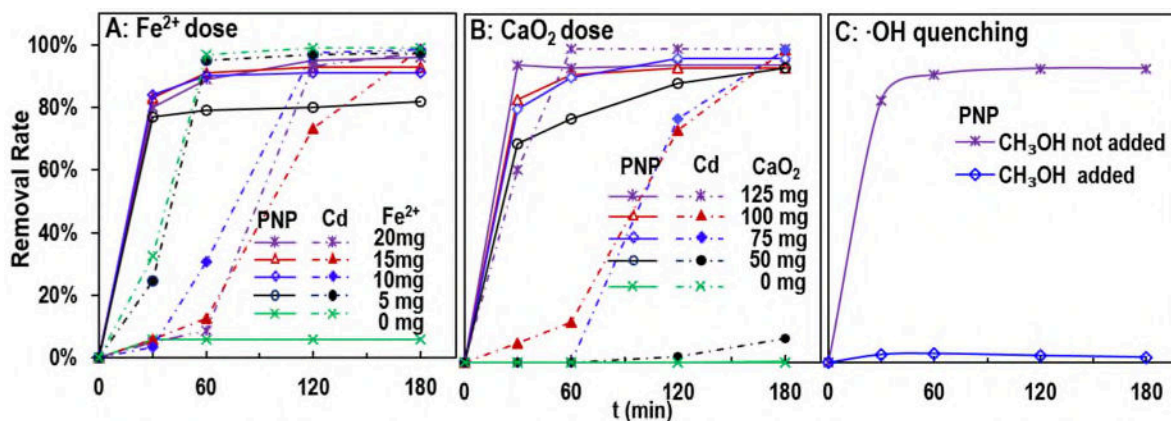 A: Fe²⁺ dose
B: CaO₂ dose
C: ·OH quenching
Removal Rate
100%
80%
60%
40%
20%
0%
PNP Cd Fe²⁺
20mg
15mg
10mg
5 mg
0 mg
0 60 120 180
PNP Cd CaO₂
125 mg
100 mg
75 mg
50 mg
0 mg
0 60 120 180
t (min)
PNP
CH₃OH not added
CH₃OH added
0 60 120 180